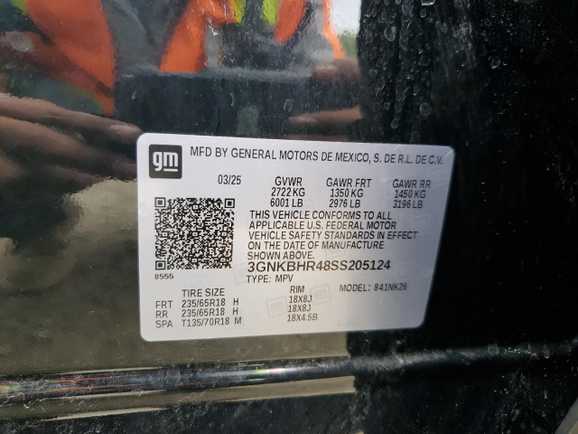 gm
MFD BY GENERAL MOTORS DE MEXICO, S. DE R.L. DE C.V.
03/25 GVWR GAWR FRT GAWR RR
2722 KG 1350 KG 1450 KG
6001 LB 2976 LB 3196 LB
THIS VEHICLE CONFORMS TO ALL
APPLICABLE U.S. FEDERAL MOTOR
VEHICLE SAFETY STANDARDS IN EFFECT
ON THE DATE OF MANUFACTURE
SHOWN ABOVE.
3GNKBHR48SS205124
8555 TYPE: MPV
TIRE SIZE RIM MODEL: 841NK26
FRT 235/65R18 H 18X8J
RR 235/65R18 H 18X8J
SPA T135/70R18 M 18X4.5B